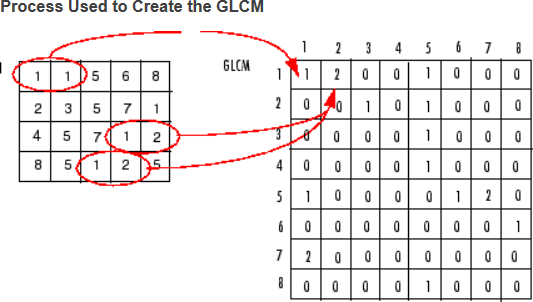 Process Used to Create the GLCM
GLCM
1 2 3 4 5 6 7 8
1 1 5 6 8
2 3 5 7 1
4 5 7 1 2
8 5 1 2 5
1 1 2 0 0 1 0 0 0
2 0 0 1 0 1 0 0 0
3 0 0 0 0 1 0 0 0
4 0 0 0 0 1 0 0 0
5 1 0 0 0 0 1 2 0
6 0 0 0 0 0 0 0 1
7 2 0 0 0 0 0 0 0
8 0 0 0 0 1 0 0 0